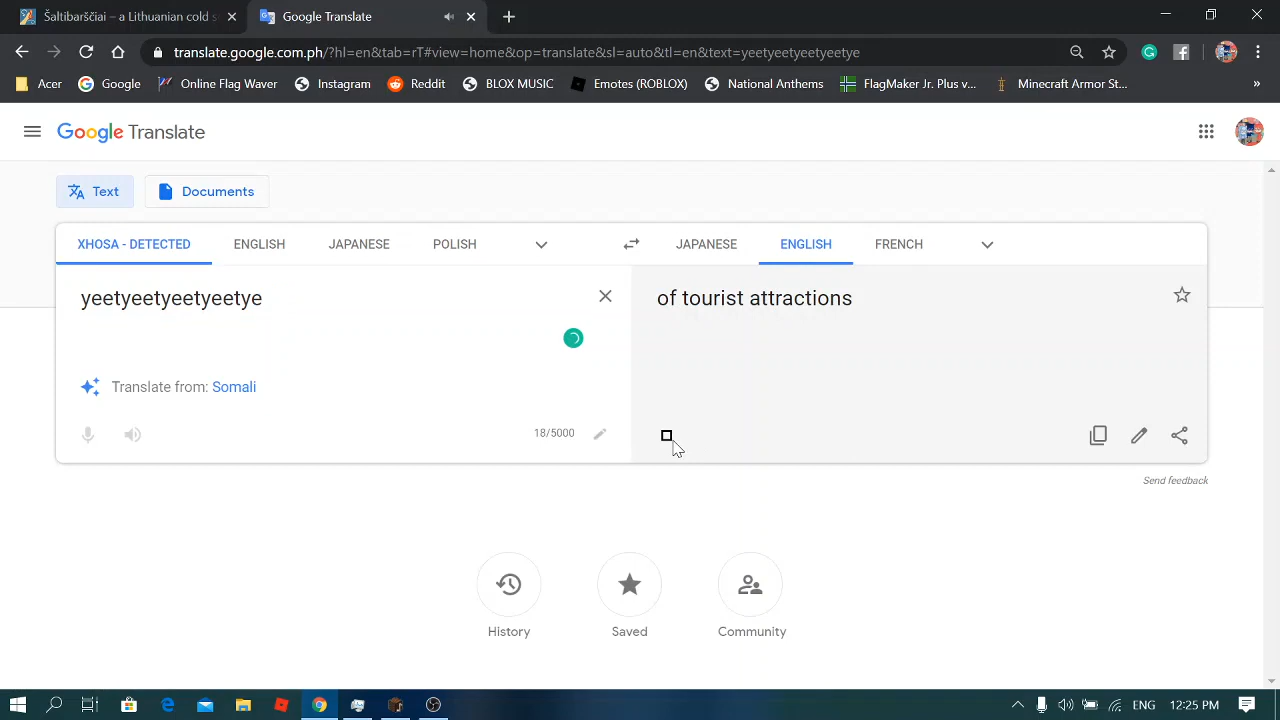 Šaltibarščiai – a Lithuanian cold s
Google Translate
translate.google.com.ph/?hl=en&tab=rT#view=home&op=translate&sl=auto&tl=en&text=yeetyeetyeetyeetye
Acer Google Online Flag Waver Instagram Reddit BLOX MUSIC Emotes (ROBLOX) National Anthems FlagMaker Jr. Plus v... Minecraft Armor St... »
Google Translate
Text Documents
XHOSA - DETECTED ENGLISH JAPANESE POLISH JAPANESE ENGLISH FRENCH
yeetyeetyeetyeetye
of tourist attractions
Translate from: Somali
18/5000
Send feedback
History Saved Community
ENG 12:25 PM